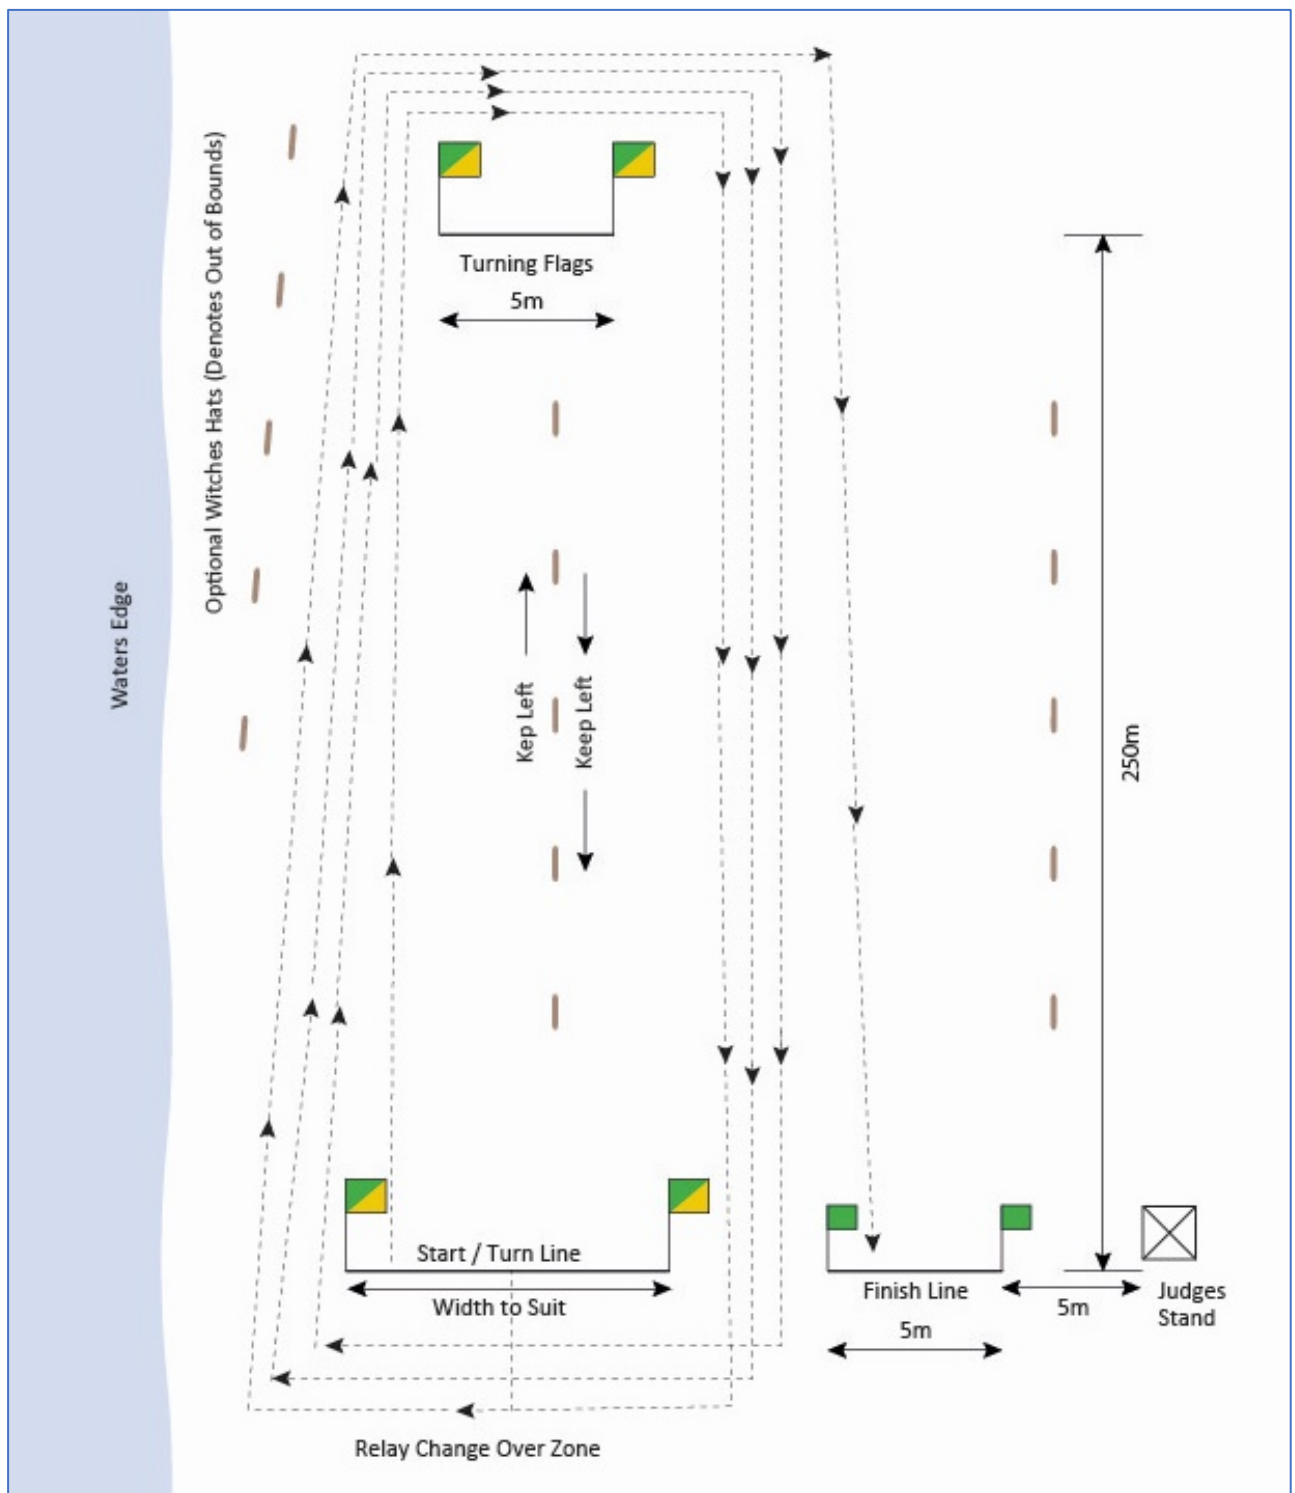 Optional Witches Hats (Denotes Out of Bounds)
Turning Flags
5m
Waters Edge
Kep Left
Keep Left
250m
Start / Turn Line
Width to Suit
Finish Line
5m
5m
Judges
Stand
Relay Change Over Zone